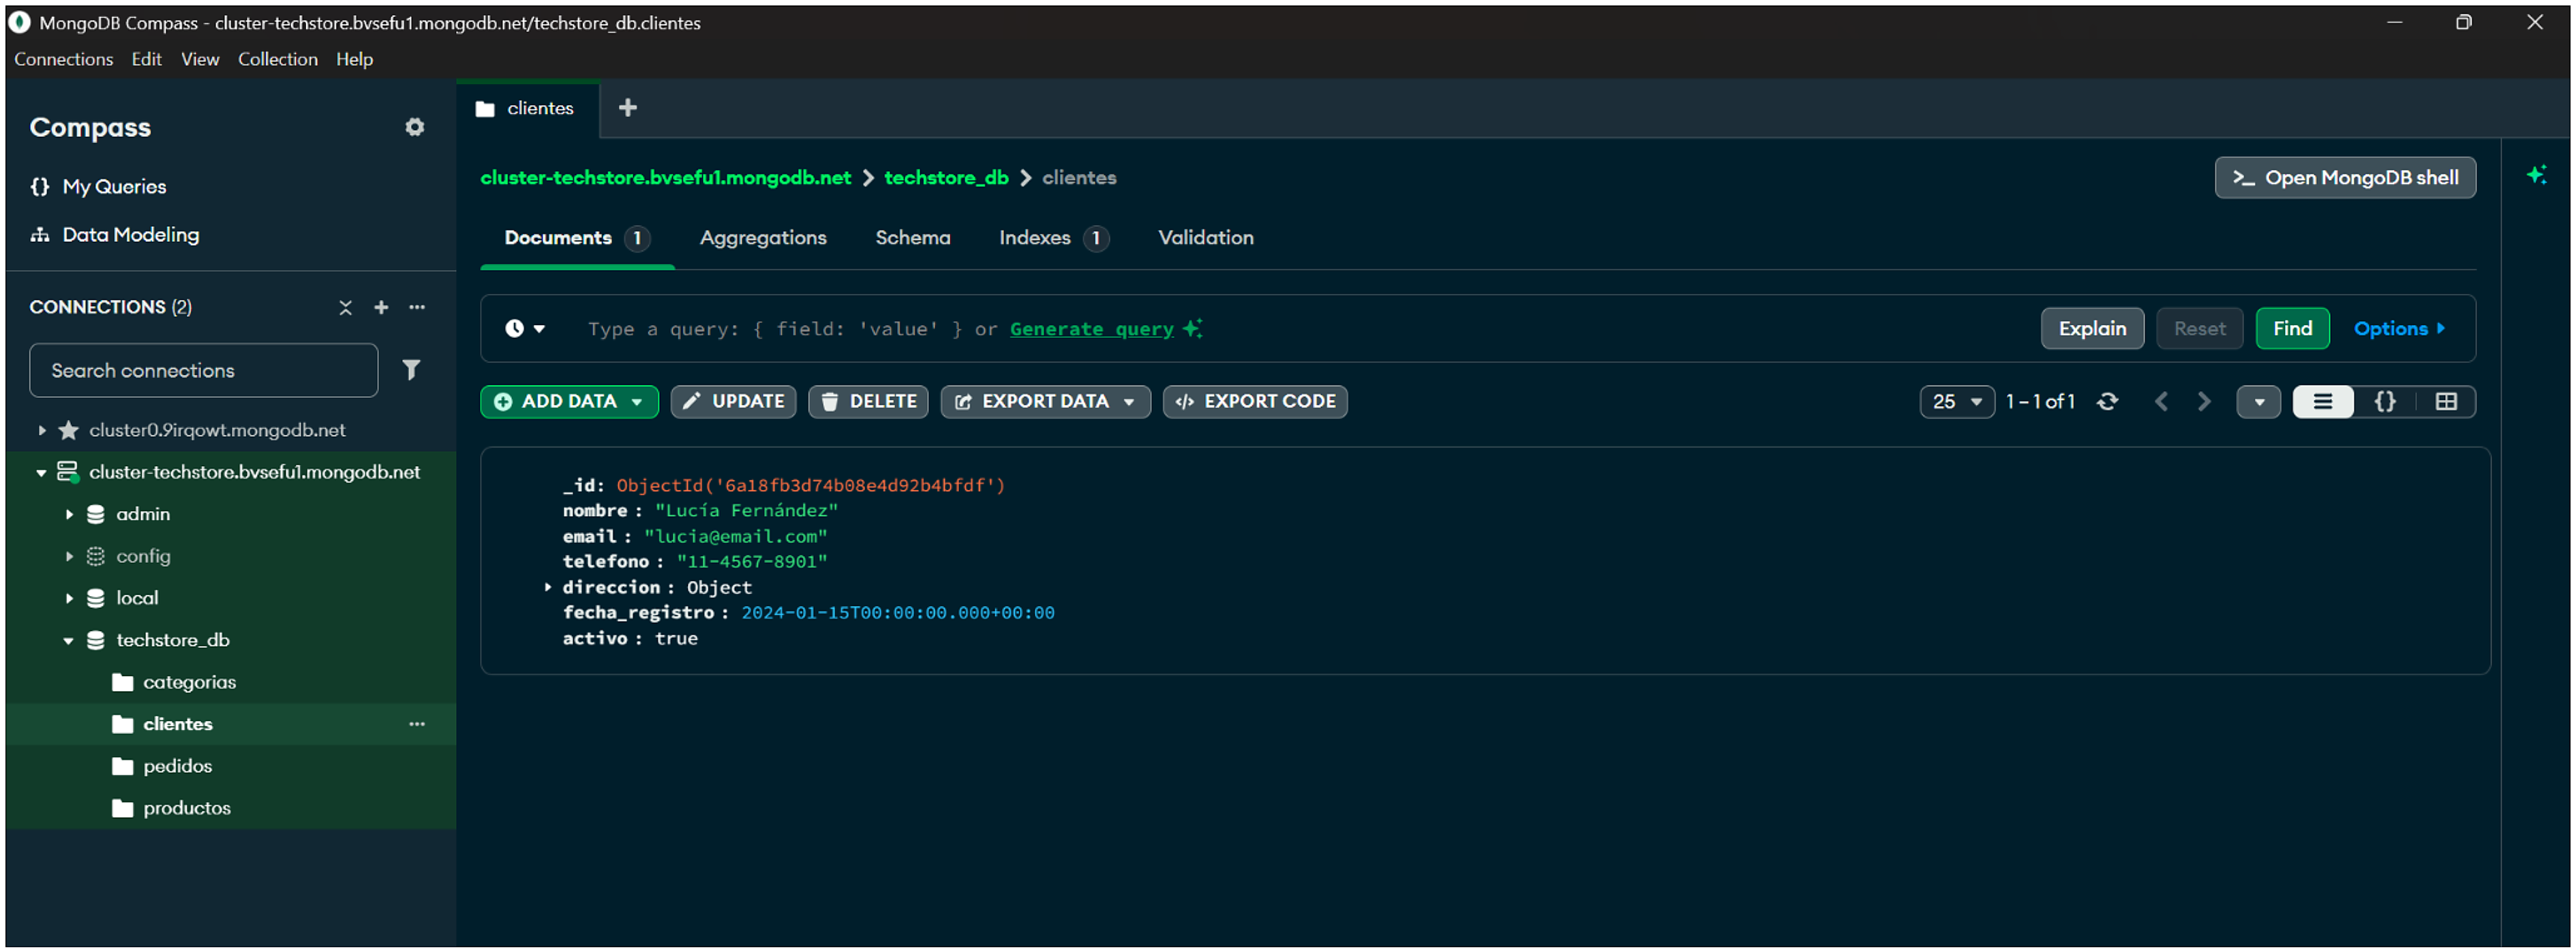 MongoDB Compass - cluster-techstore.bvsefu1.mongodb.net/techstore_db.clientes
Connections Edit View Collection Help
Compass
My Queries
Data Modeling
CONNECTIONS (2)
Search connections
cluster0.9irqowt.mongodb.net
cluster-techstore.bvsefu1.mongodb.net
admin
config
local
techstore_db
categorias
clientes
pedidos
productos
clientes
cluster-techstore.bvsefu1.mongodb.net > techstore_db > clientes
>_ Open MongoDB shell
Documents 1 Aggregations Schema Indexes 1 Validation
Type a query: { field: 'value' } or Generate query
Explain Reset Find Options
ADD DATA UPDATE DELETE EXPORT DATA EXPORT CODE
25 1 – 1 of 1
_id: ObjectId('6a18fb3d74b08e4d92b4bfdf')
nombre : "Lucía Fernández"
email : "lucia@email.com"
telefono : "11-4567-8901"
direccion : Object
fecha_registro : 2024-01-15T00:00:00.000+00:00
activo : true